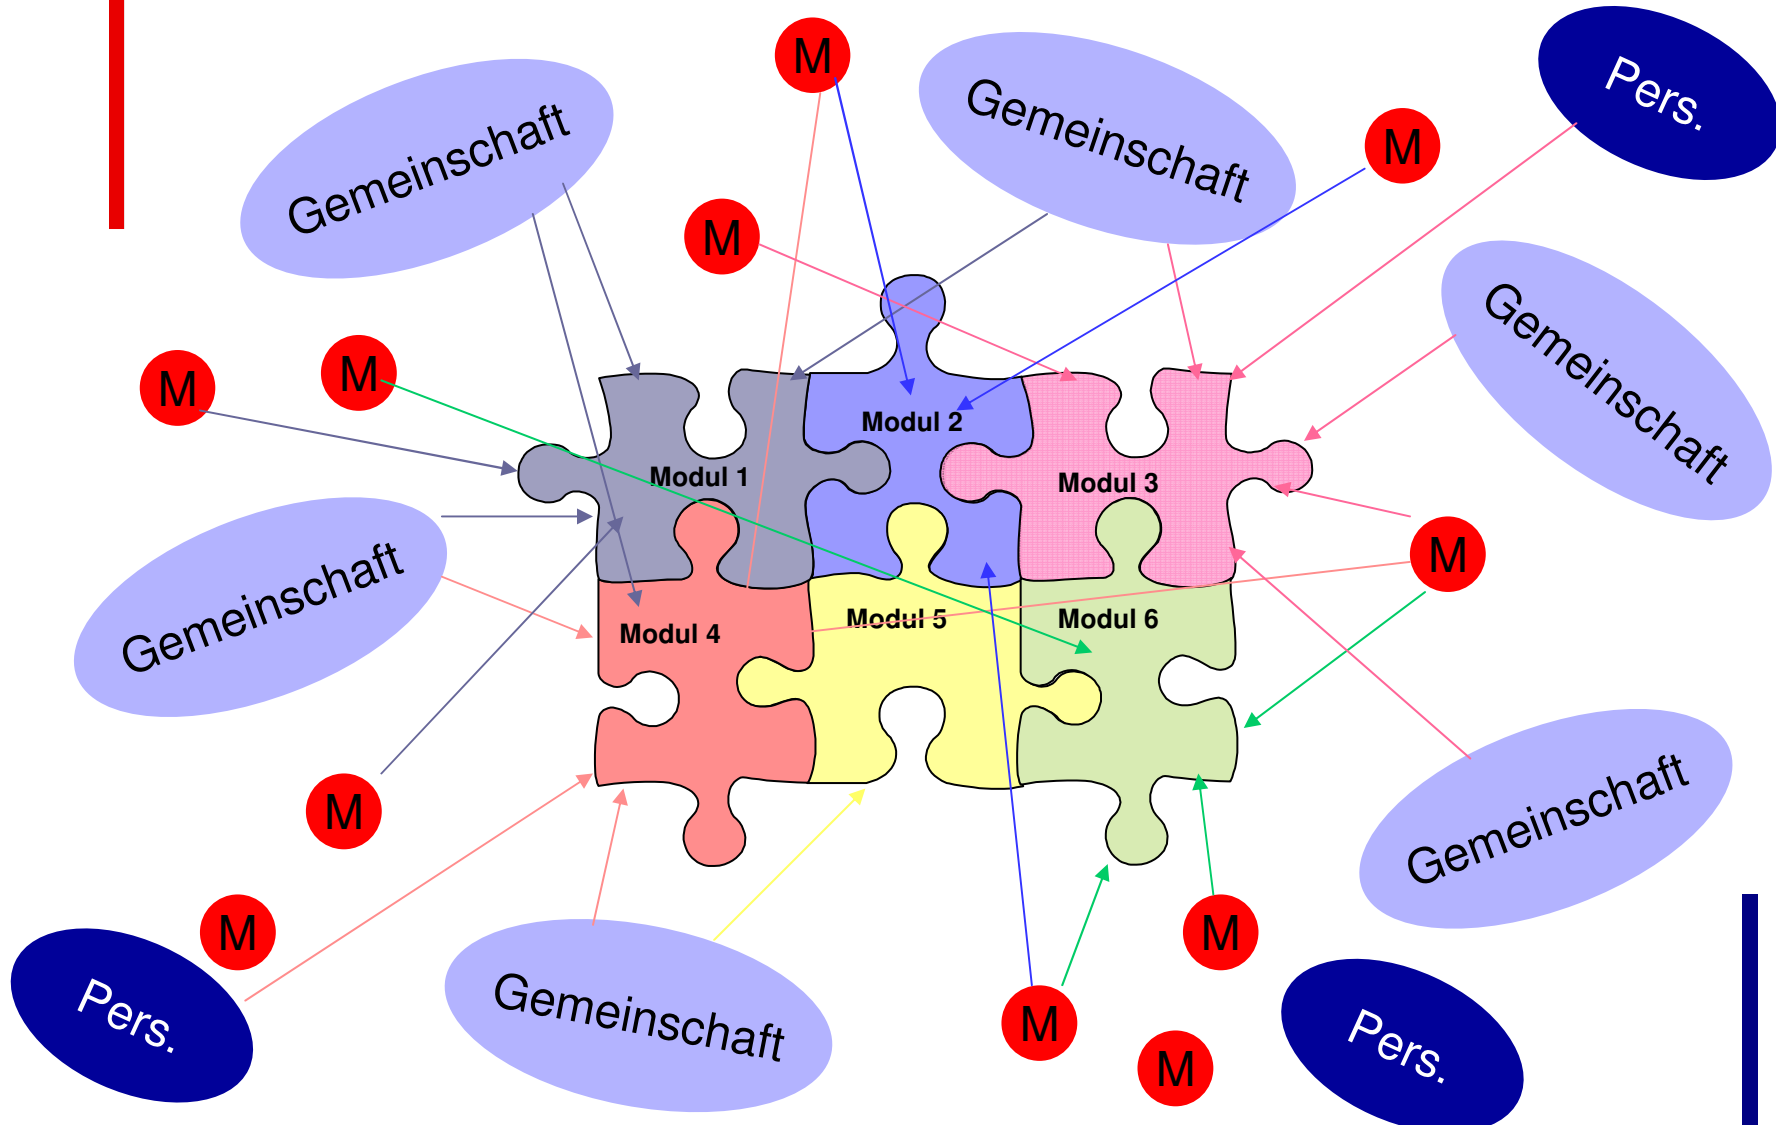 M
Gemeinschaft
Gemeinschaft
Pers.
M
M
Gemeinschaft
M
M
Modul 2
Modul 1
Modul 3
Gemeinschaft
M
Modul 4
Modul 5
Modul 6
M
Gemeinschaft
M
M
Pers.
Gemeinschaft
M
M
Pers.